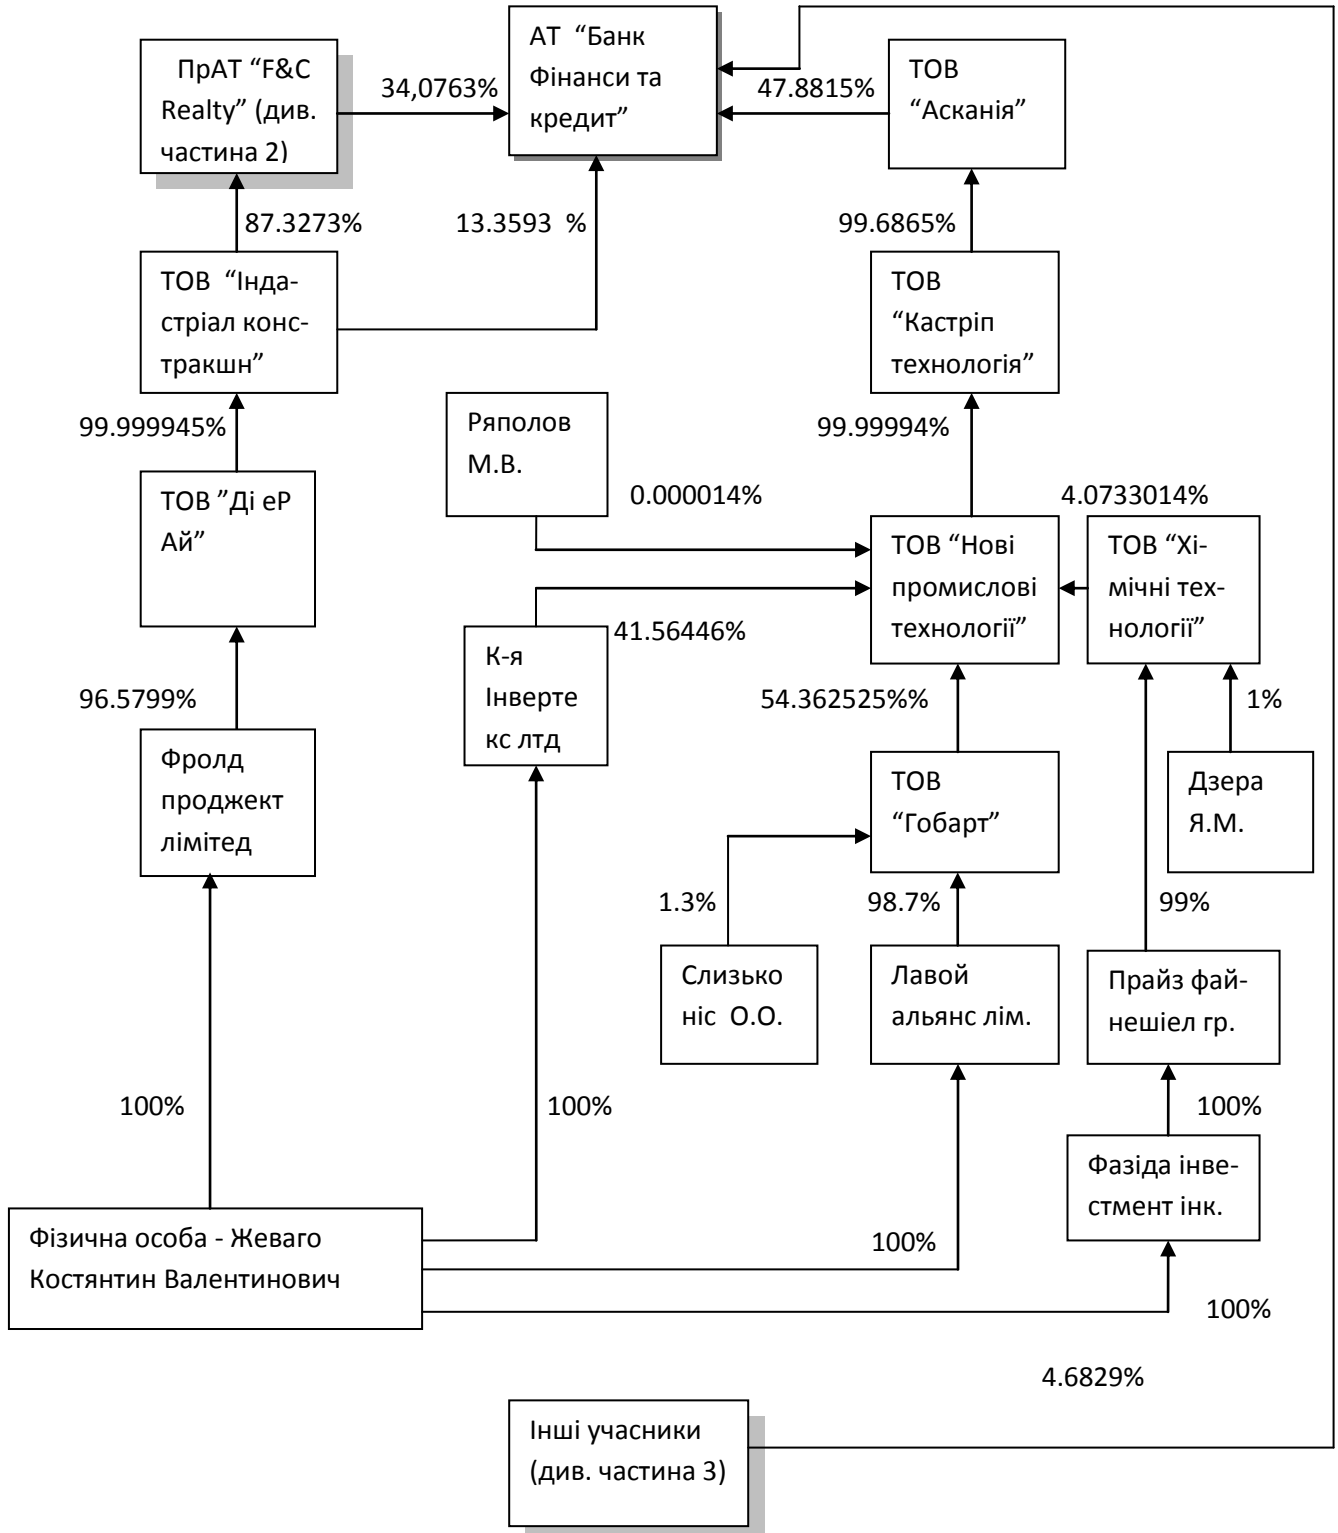 АТ “Банк
Фінанси та
кредит”
ПрАТ “F&C
Realty” (див.
частина 2)
34,0763%
47.8815%
ТОВ
“Асканія”
87.3273%
13.3593 %
99.6865%
ТОВ “Інда-
стріал конс-
тракшн”
ТОВ
“Кастріп
технологія”
99.999945%
Ряполов
М.В.
99.99994%
ТОВ ”Ді еР
Ай”
0.000014%
4.0733014%
ТОВ “Нові
промислові
технології”
ТОВ “Хі-
мічні тех-
нології”
41.56446%
К-я
Інверте
кс лтд
96.5799%
54.362525%%
1%
Фролд
проджект
лімітед
ТОВ
“Гобарт”
Дзера
Я.М.
1.3%
98.7%
99%
Слизько
ніс О.О.
Лавой
альянс лім.
Прайз фай-
нешіел гр.
100%
100%
100%
Фазіда інве-
стмент інк.
Фізична особа - Жеваго
Костянтин Валентинович
100%
100%
4.6829%
Інші учасники
(див. частина 3)